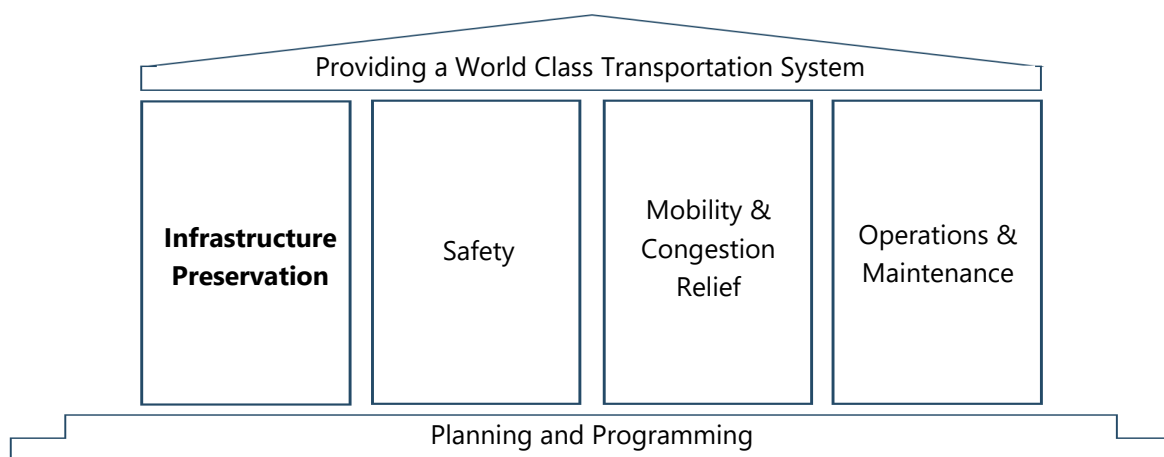 Providing a World Class Transportation System
Infrastructure
Preservation
Safety
Mobility &
Congestion
Relief
Operations &
Maintenance
Planning and Programming